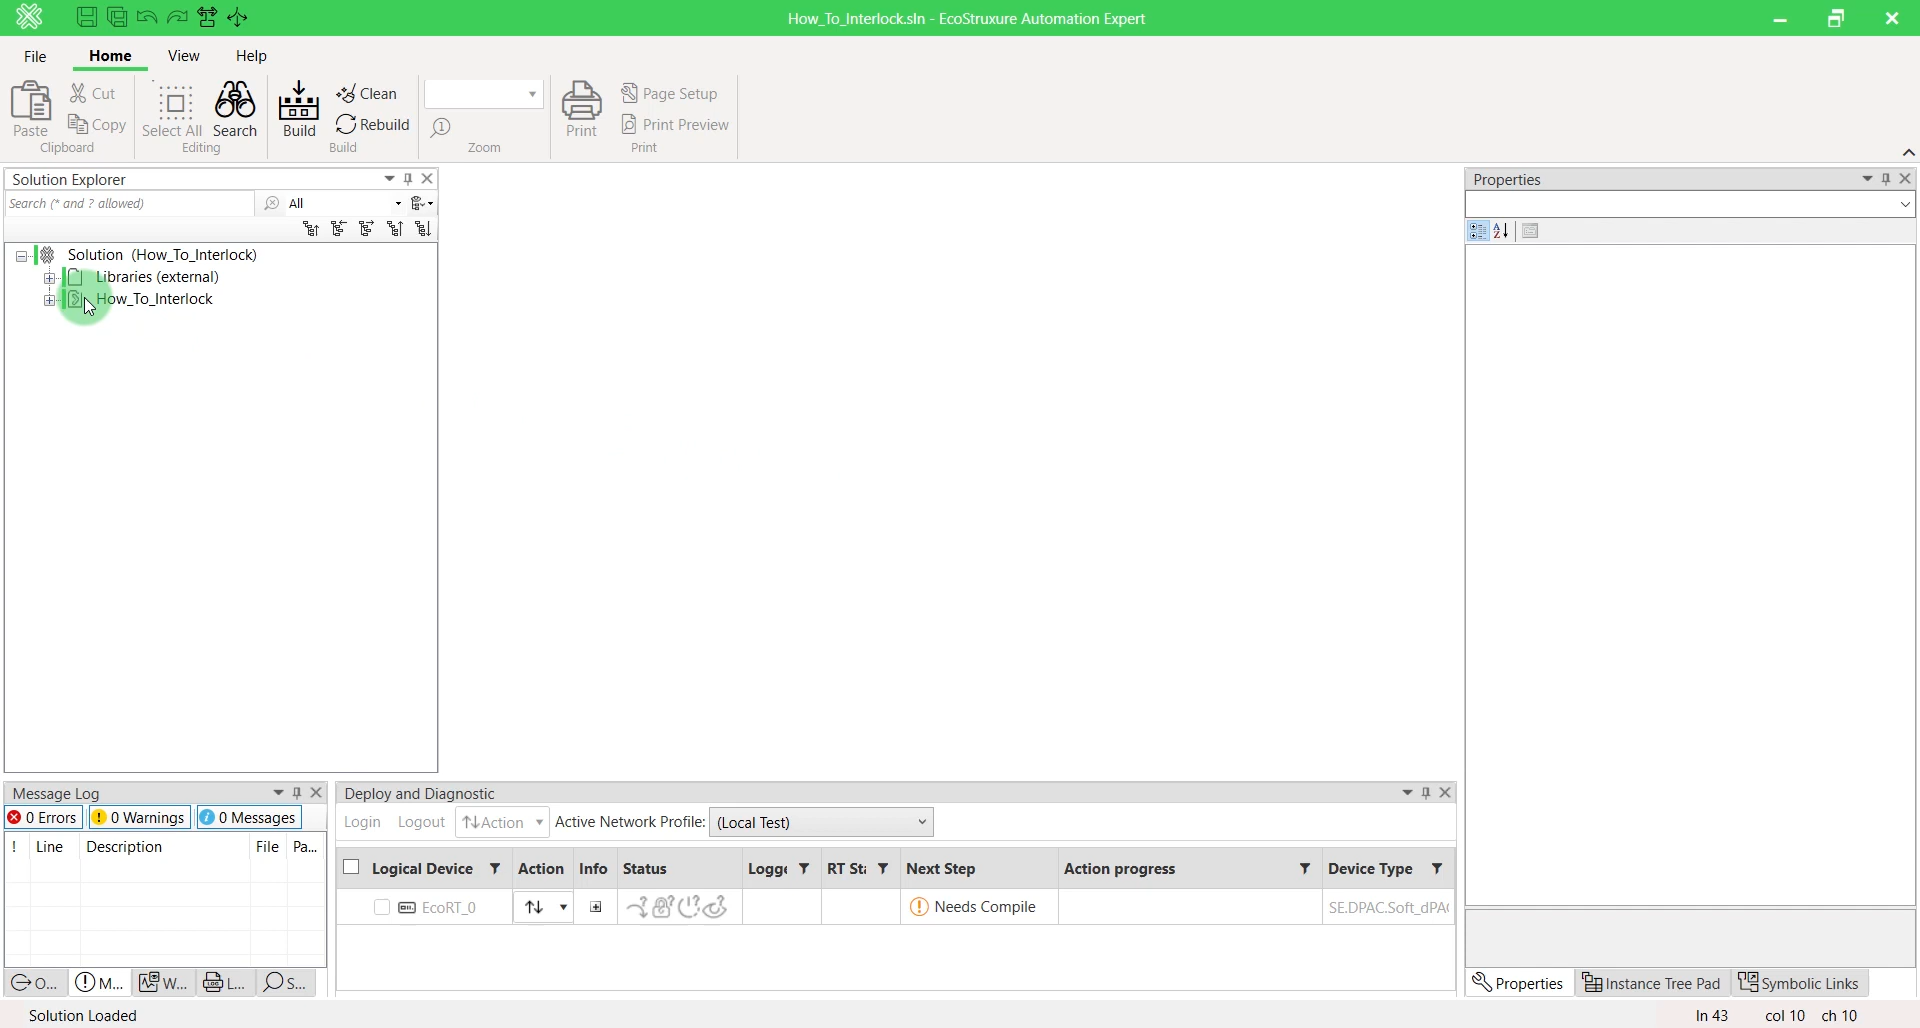 How_To_Interlock.sln - EcoStruxure Automation Expert
File Home View Help
Paste Cut Copy Clipboard
Select All Search Editing
Build Clean Rebuild Build
1 Zoom
Print Page Setup Print Preview Print
Solution Explorer
Search (* and ? allowed) All
Solution (How_To_Interlock)
Libraries (external)
How_To_Interlock
Properties
Message Log
0 Errors 0 Warnings 0 Messages
! Line Description File Pa...
O... M... W... L... S...
Deploy and Diagnostic
Login Logout Action Active Network Profile: (Local Test)
Logical Device Action Info Status Logge RT Sta Next Step Action progress Device Type
EcoRT_0 Needs Compile SE.DPAC.Soft_dPA
Properties Instance Tree Pad Symbolic Links
Solution Loaded ln 43 col 10 ch 10